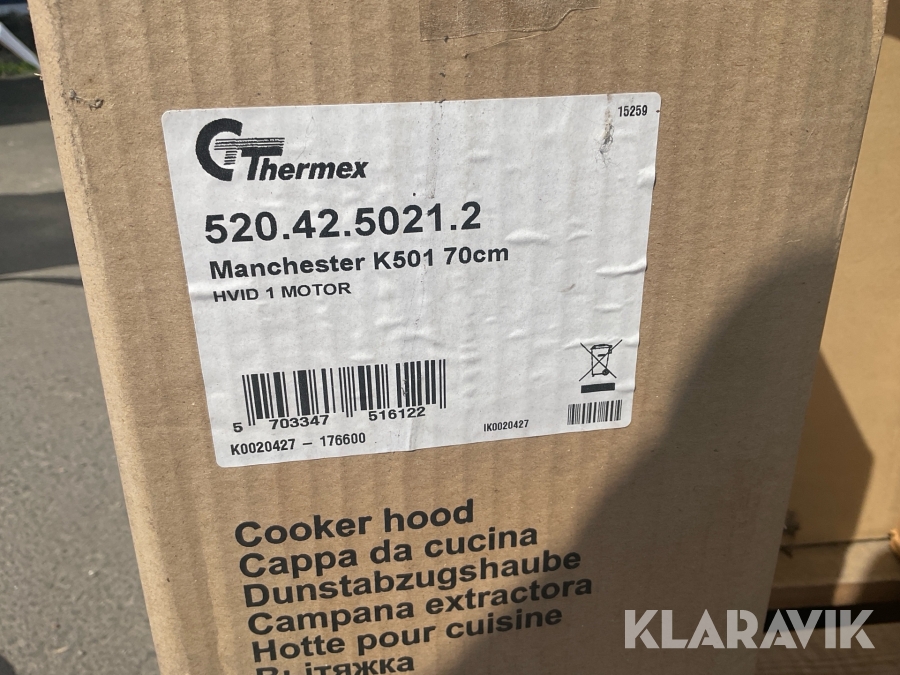 15259
Thermex
520.42.5021.2
Manchester K501 70cm
HVID 1 MOTOR
5 703347 516122
K0020427 – 176600
IK0020427
Cooker hood
Cappa da cucina
Dunstabzugshaube
Campana extractora
Hotte pour cuisine
KLARAVIK